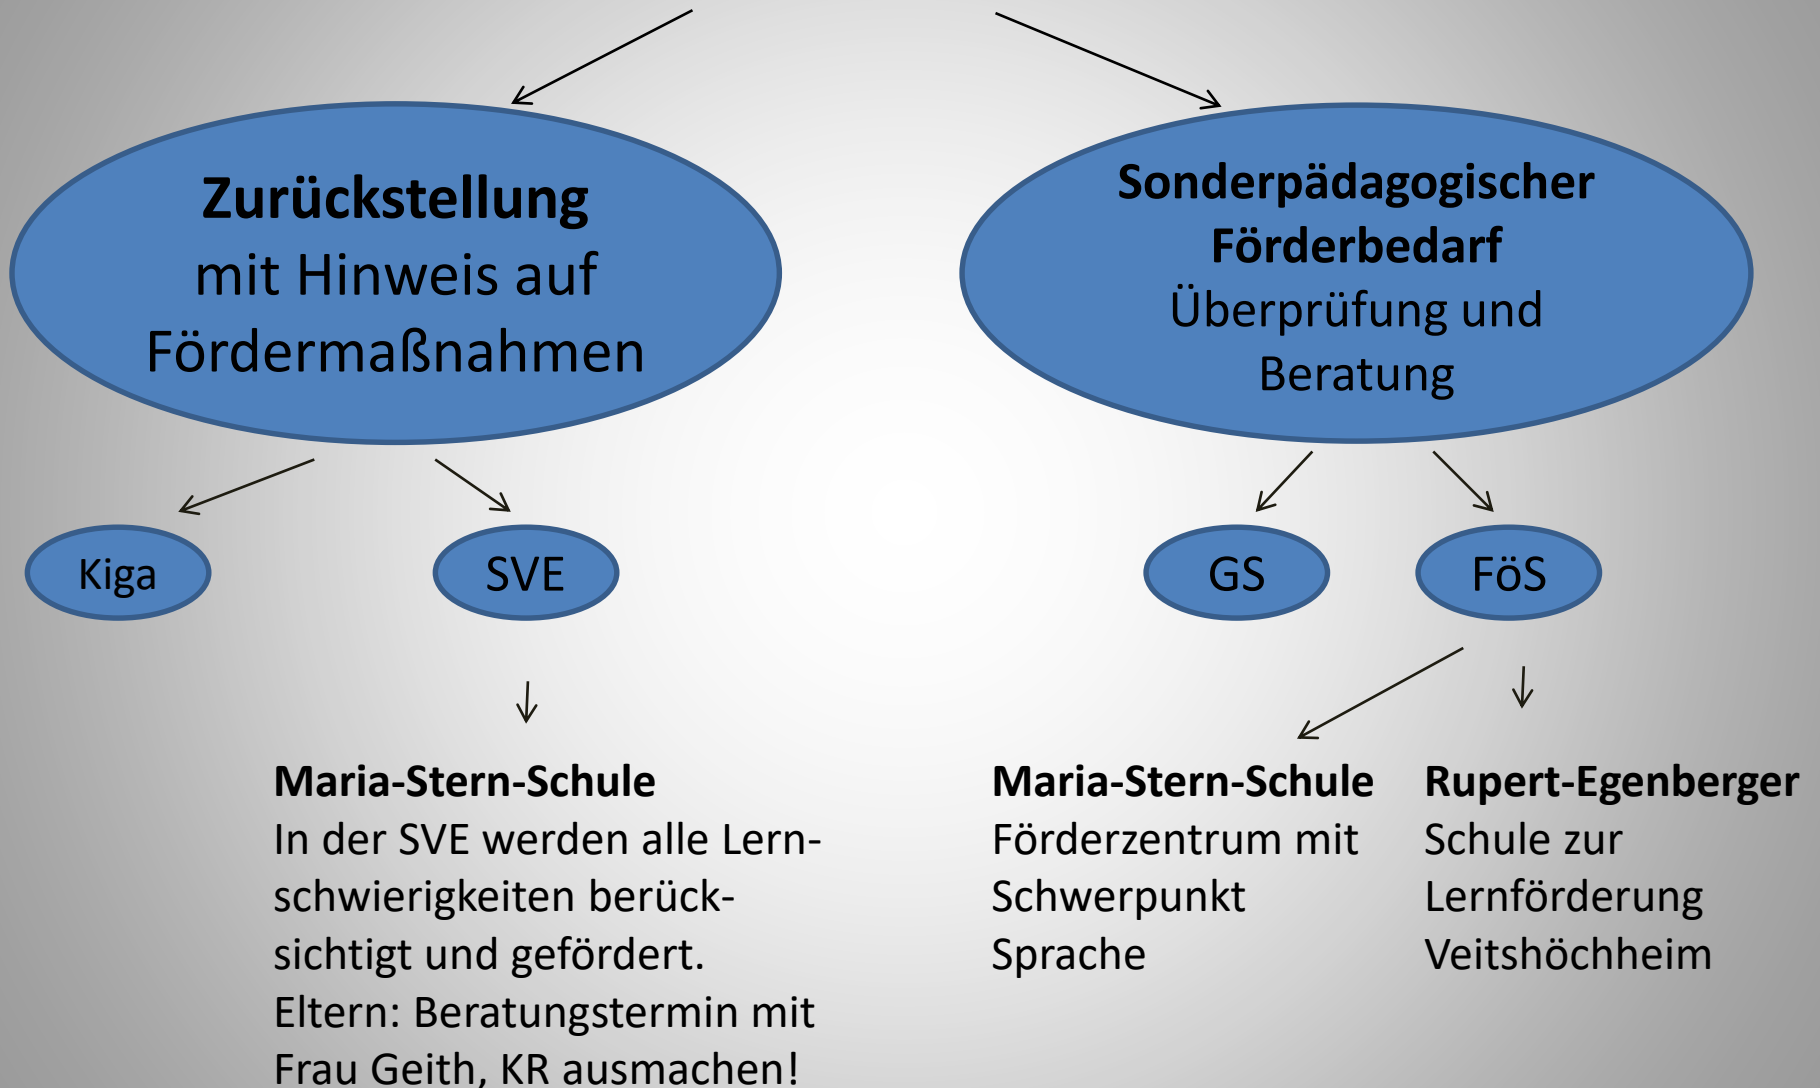 Zurückstellung
mit Hinweis auf
Fördermaßnahmen
Sonderpädagogischer
Förderbedarf
Überprüfung und
Beratung
Kiga
SVE
GS
FöS
Maria-Stern-Schule
In der SVE werden alle Lern-
schwierigkeiten berück-
sichtigt und gefördert.
Eltern: Beratungstermin mit
Frau Geith, KR ausmachen!
Maria-Stern-Schule
Förderzentrum mit
Schwerpunkt
Sprache
Rupert-Egenberger
Schule zur
Lernförderung
Veitshöchheim